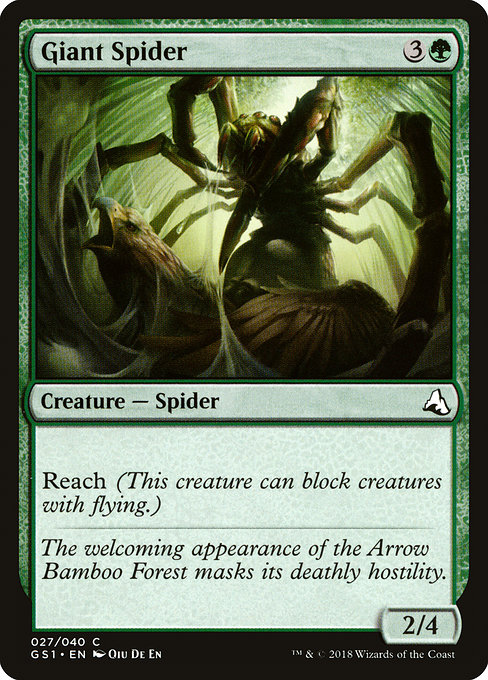 Giant Spider 3
Creature — Spider
Reach (This creature can block creatures
with flying.)
The welcoming appearance of the Arrow
Bamboo Forest masks its deathly hostility.
2/4
027/040 C
GS1 • EN Qiu De En
™ & © 2018 Wizards of the Coast